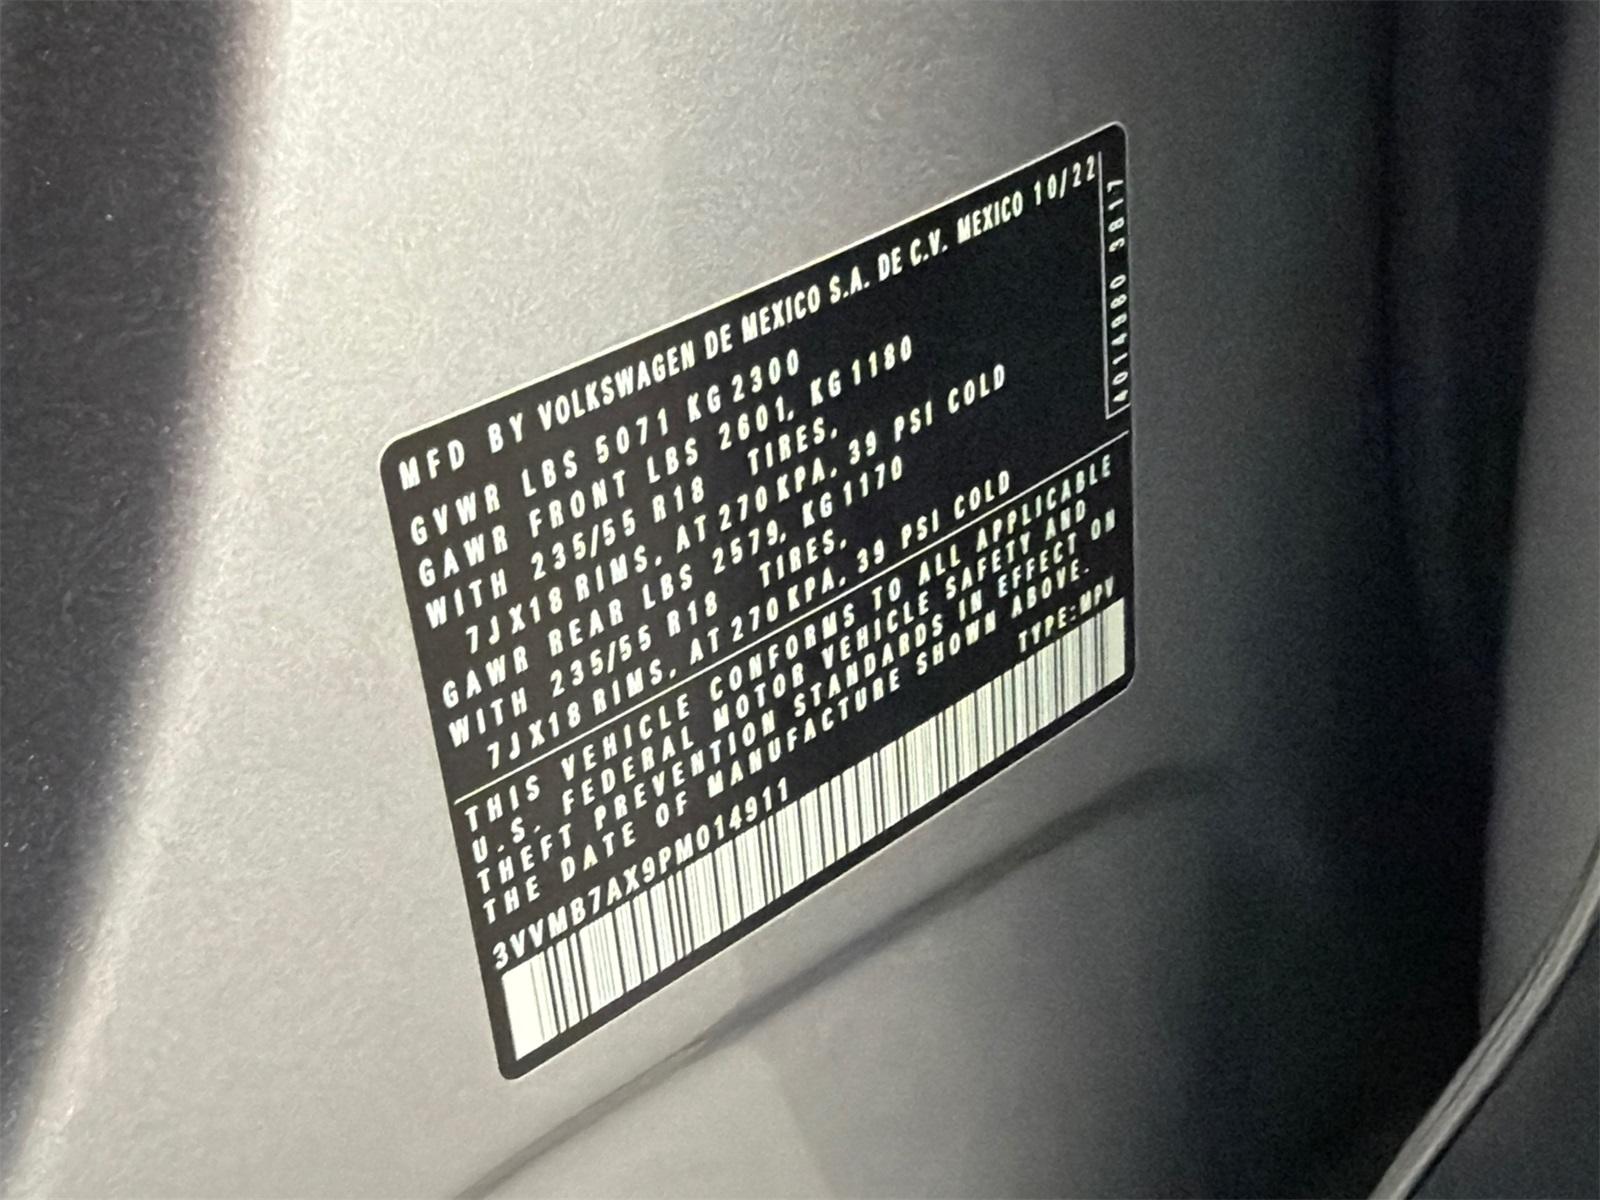 MFD BY VOLKSWAGEN DE MEXICO S.A. DE C.V. MEXICO 10/22
GVWR LBS 5071 KG 2300
GAWR FRONT LBS 2601, KG 1180
WITH 235/55 R18 TIRES,
7JX18 RIMS, AT 270 KPA, 39 PSI COLD
GAWR REAR LBS 2579, KG 1170
WITH 235/55 R18 TIRES,
7JX18 RIMS, AT 270 KPA, 39 PSI COLD
4014980 3817
THIS VEHICLE CONFORMS TO ALL APPLICABLE
U.S. FEDERAL MOTOR VEHICLE SAFETY AND
THEFT PREVENTION STANDARDS IN EFFECT ON
THE DATE OF MANUFACTURE SHOWN ABOVE.
3VVMB7AX9PM014911 TYPE:MPV